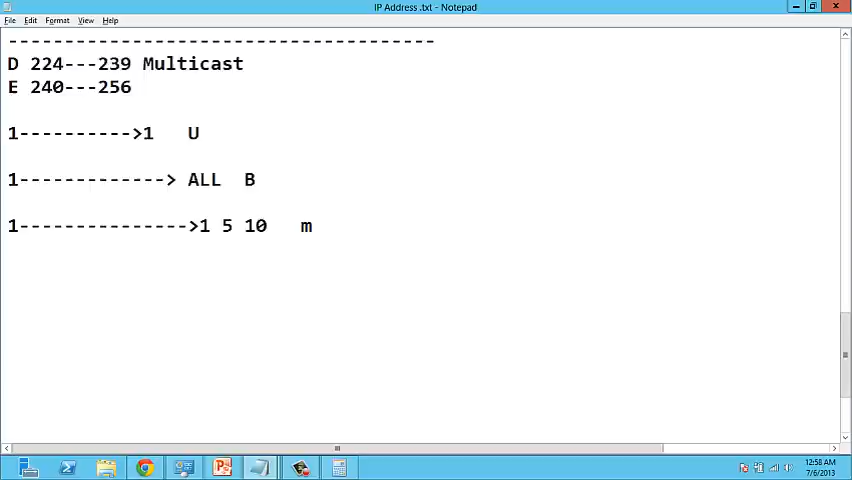 IP Address .txt - Notepad
File Edit Format View Help
--------------------------------------
D 224---239 Multicast
E 240---256
1---------->1 U
1-------------> ALL B
1--------------->1 5 10 m
12:58 AM
7/6/2013